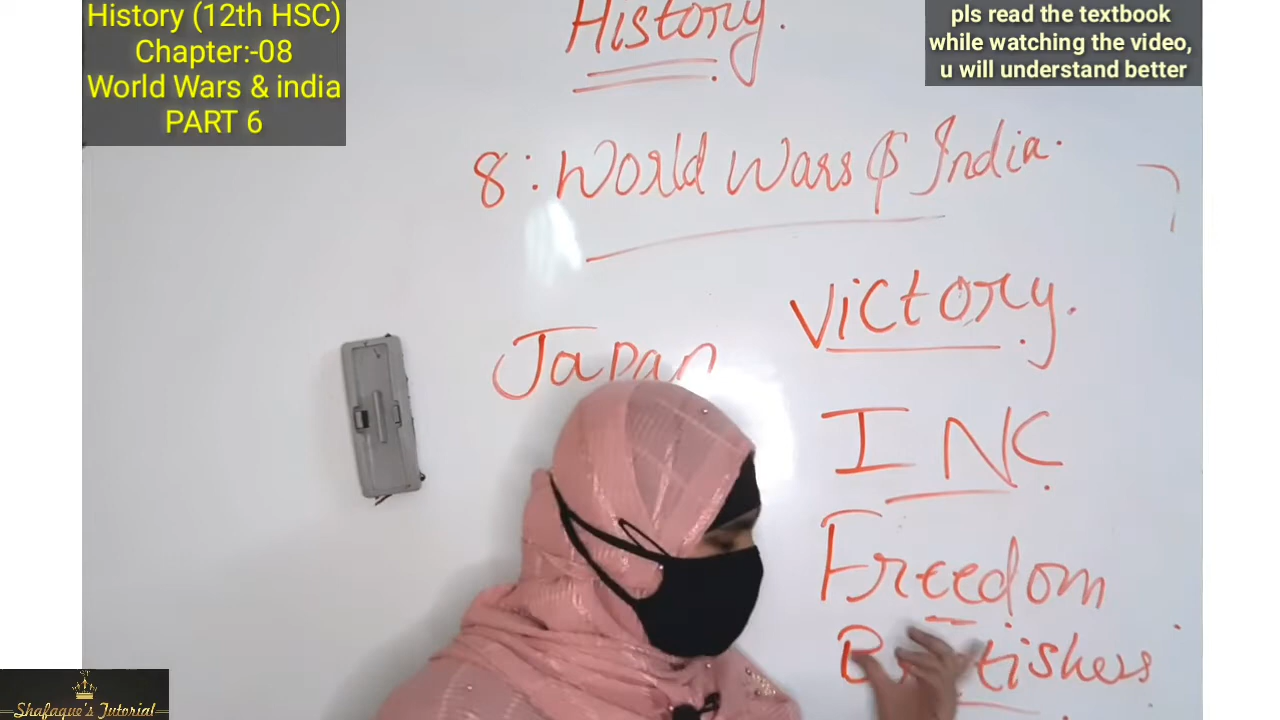 History (12th HSC)
Chapter:-08
World Wars & india
PART 6
pls read the textbook
while watching the video,
u will understand better
History.
8: World Wars & India.
Victory.
Japan
INC
Freedom
Britishers
Shafaque's Tutorial